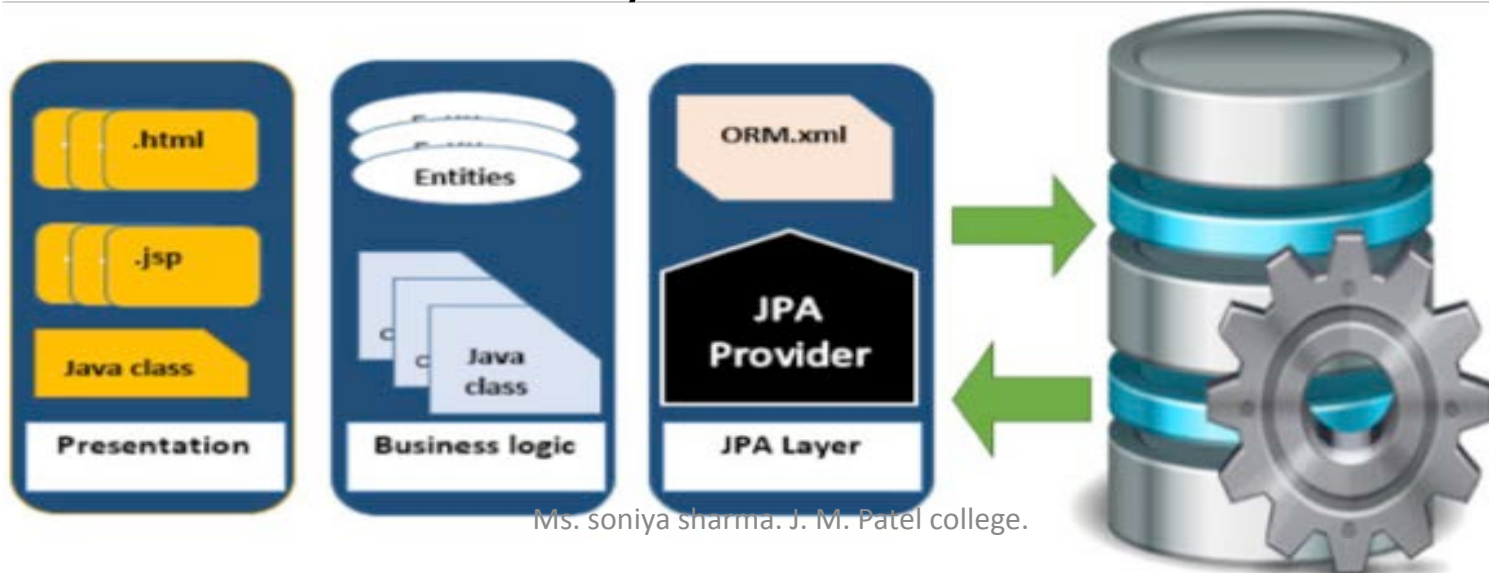 .html
.jsp
Java class
Presentation
Entities
Java
class
Business logic
ORM.xml
JPA
Provider
JPA Layer
Ms. soniya sharma. J. M. Patel college.